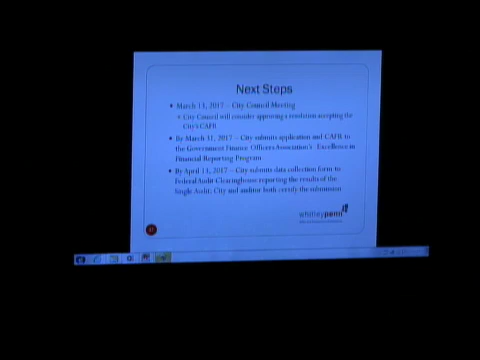 Next Steps
• March 13, 2017 – City Council Meeting
• City Council will consider approving a resolution accepting the
City's CAFR
• By March 31, 2017 – City submits application and CAFR to
the Government Finance Officers Association's Excellence in
Financial Reporting Program
• By April 14, 2017 – City submits data collection form to
Federal Audit Clearinghouse reporting the results of the
Single Audit; City and auditor both certify the submission
whitleypenn